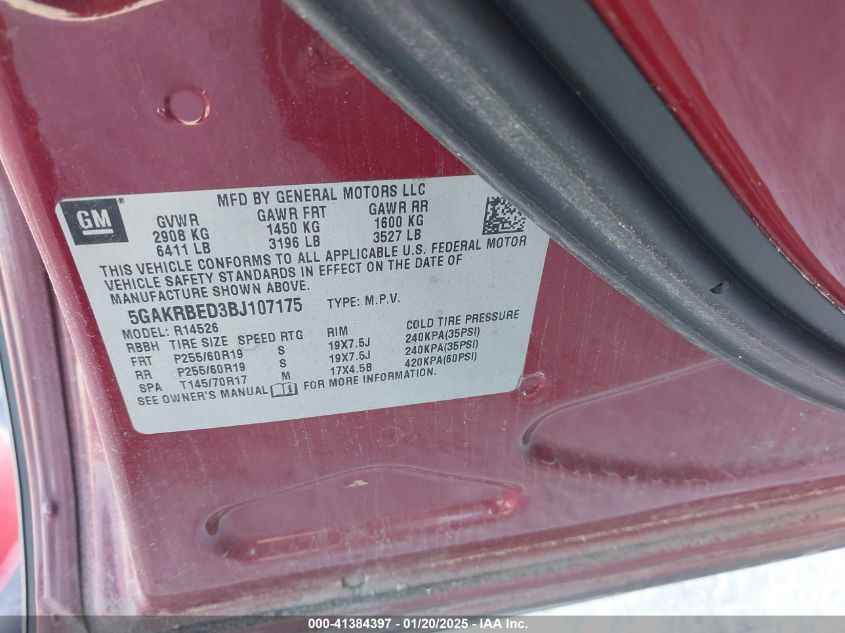 MFD BY GENERAL MOTORS LLC
GM
GVWR GAWR FRT GAWR RR
2908 KG 1450 KG 1600 KG
6411 LB 3196 LB 3527 LB
THIS VEHICLE CONFORMS TO ALL APPLICABLE U.S. FEDERAL MOTOR
VEHICLE SAFETY STANDARDS IN EFFECT ON THE DATE OF
MANUFACTURE SHOWN ABOVE.
5GAKRBED3BJ107175 TYPE: M.P.V.
MODEL: R14526
RBBH TIRE SIZE SPEED RTG RIM COLD TIRE PRESSURE
FRT P255/60R19 S 19X7.5J 240KPA(35PSI)
RR P255/60R19 S 19X7.5J 240KPA(35PSI)
SPA T145/70R17 M 17X4.5B 420KPA(60PSI)
SEE OWNER'S MANUAL FOR MORE INFORMATION.
000-41384397 - 01/20/2025 - IAA Inc.